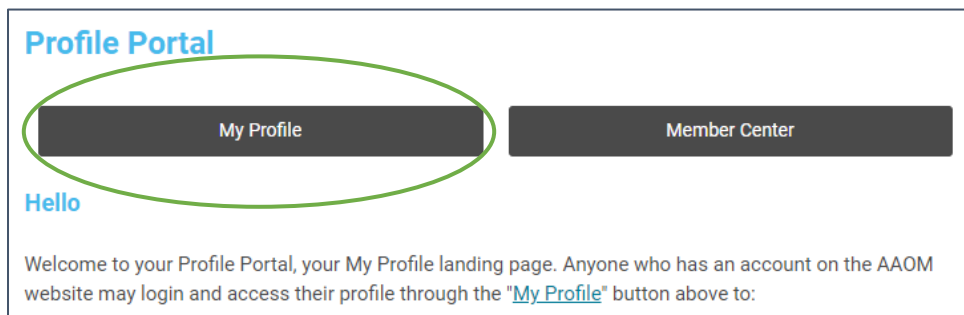 Profile Portal
My Profile
Member Center
Hello
Welcome to your Profile Portal, your My Profile landing page. Anyone who has an account on the AAOM
website may login and access their profile through the "My Profile" button above to: